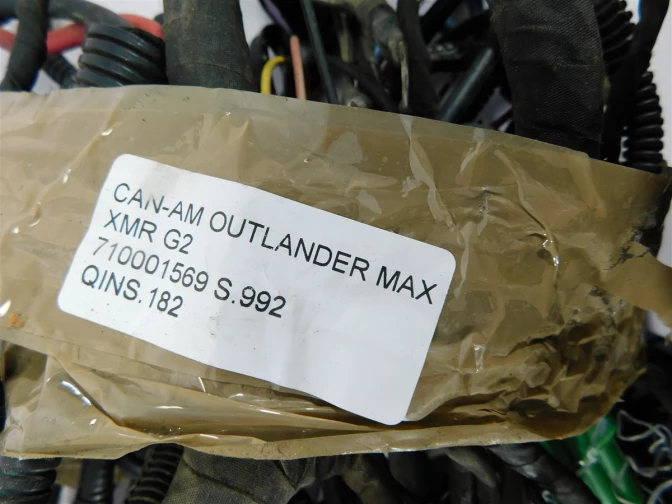 CAN-AM OUTLANDER MAX
XMR G2
710001569 S.992
QINS.182